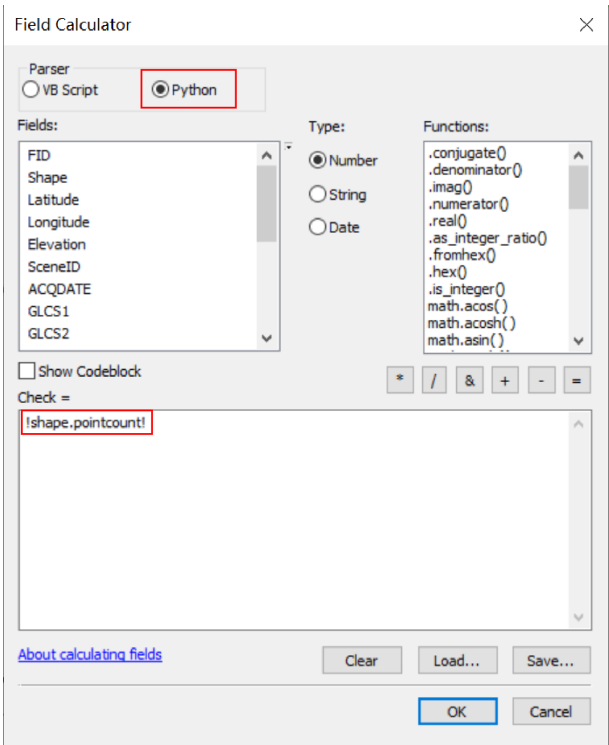 Field Calculator
Parser
VB Script
Python
Fields:
FID
Shape
Latitude
Longitude
Elevation
SceneID
ACQDATE
GLCS1
GLCS2
Type:
Number
String
Date
Functions:
.conjugate()
.denominator()
.imag()
.numerator()
.real()
.as_integer_ratio()
.fromhex()
.hex()
.is_integer()
math.acos( )
math.acosh( )
math.asin( )
Show Codeblock
* / & + - =
Check =
!shape.pointcount!
About calculating fields
Clear
Load...
Save...
OK
Cancel